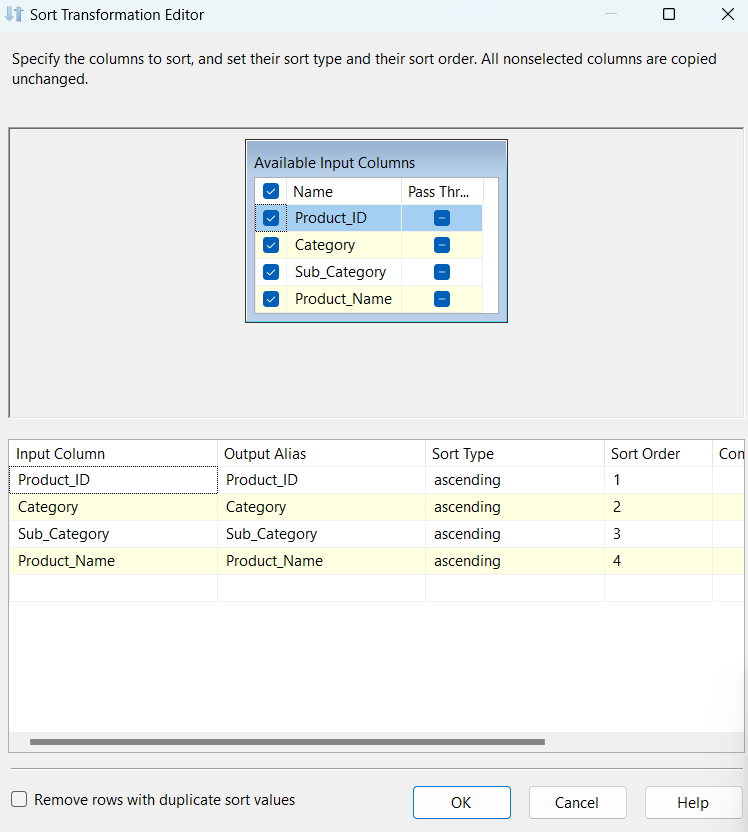 Sort Transformation Editor
Specify the columns to sort, and set their sort type and their sort order. All nonselected columns are copied
unchanged.
Available Input Columns
Name Pass Thr...
Product_ID
Category
Sub_Category
Product_Name
Input Column Output Alias Sort Type Sort Order Con
Product_ID Product_ID ascending 1
Category Category ascending 2
Sub_Category Sub_Category ascending 3
Product_Name Product_Name ascending 4
Remove rows with duplicate sort values OK Cancel Help